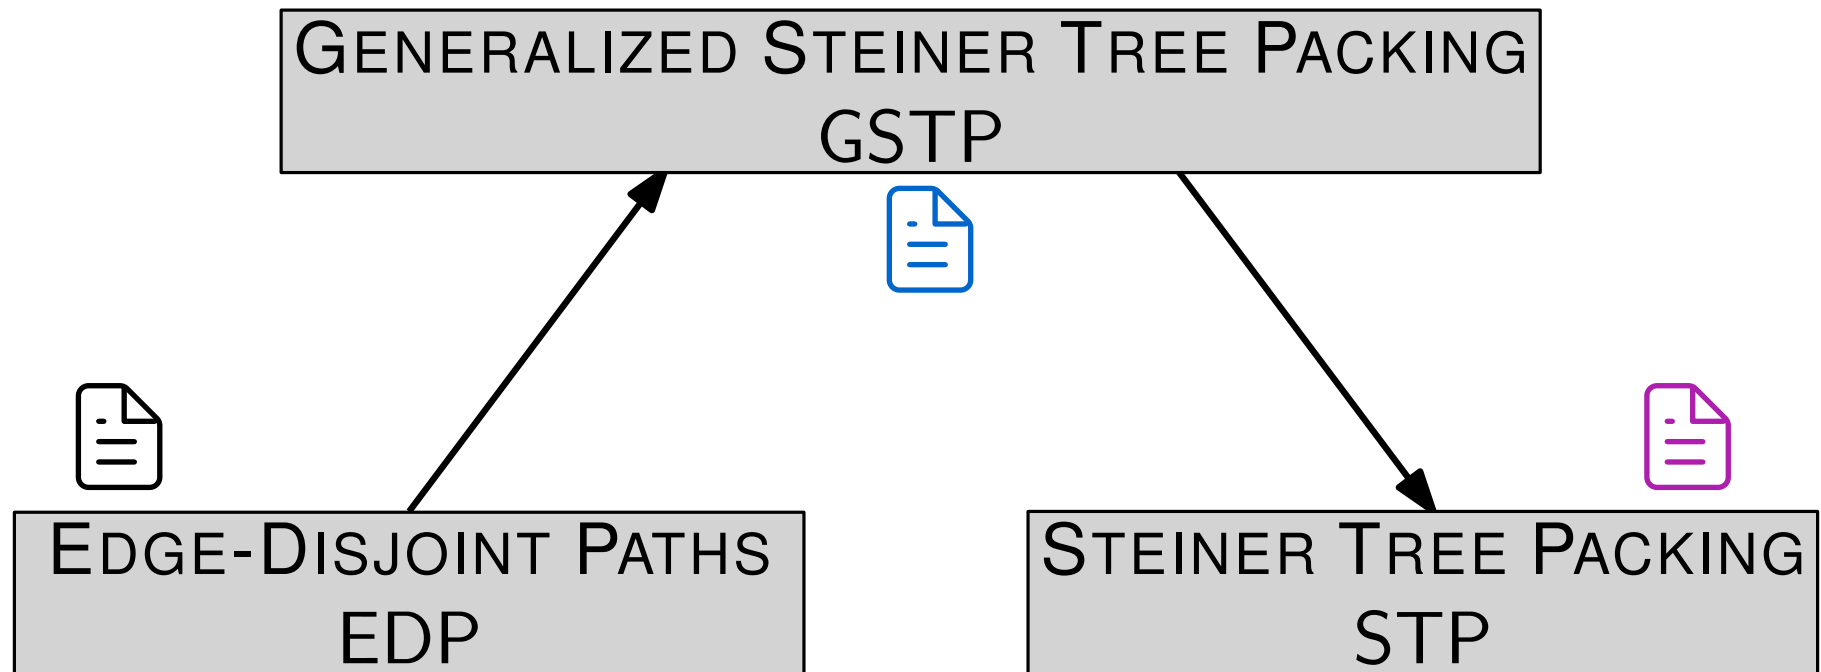 GENERALIZED STEINER TREE PACKING
GSTP
EDGE-DISJOINT PATHS
EDP
STEINER TREE PACKING
STP